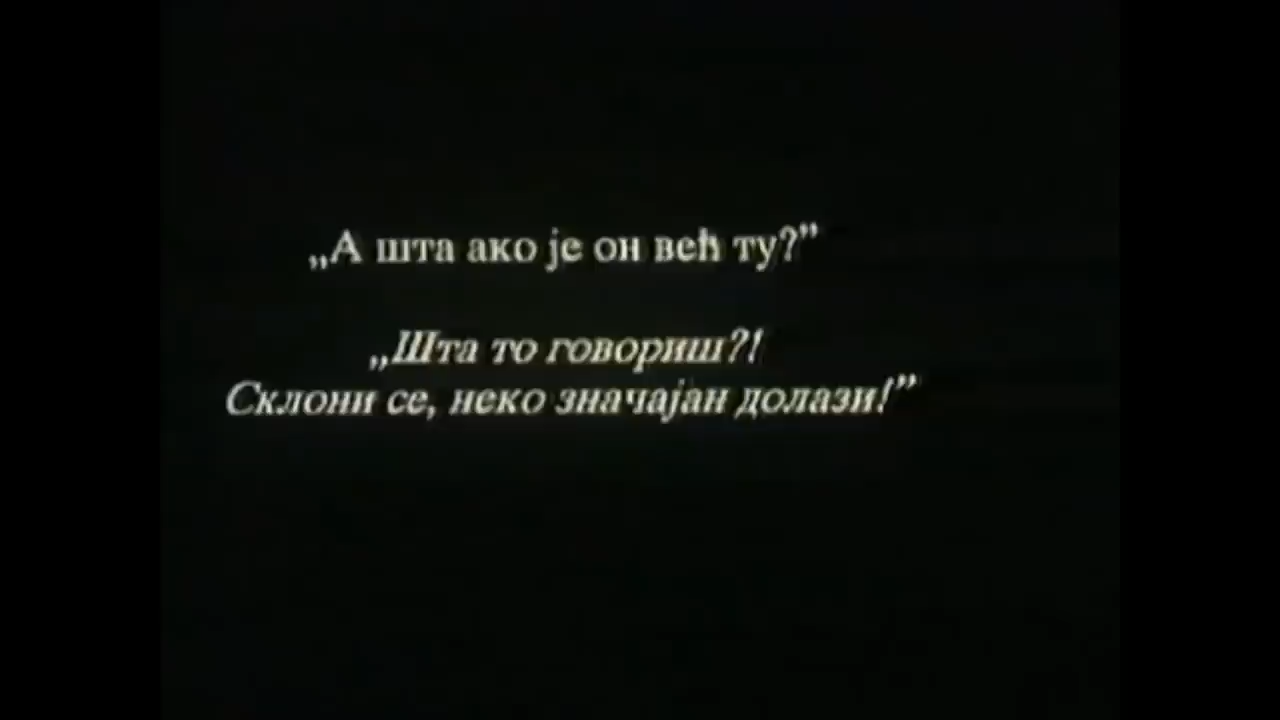 „А шта ако је он већ ту?”
„Шта то говориш?!
Склони се, неко значајан долази!”